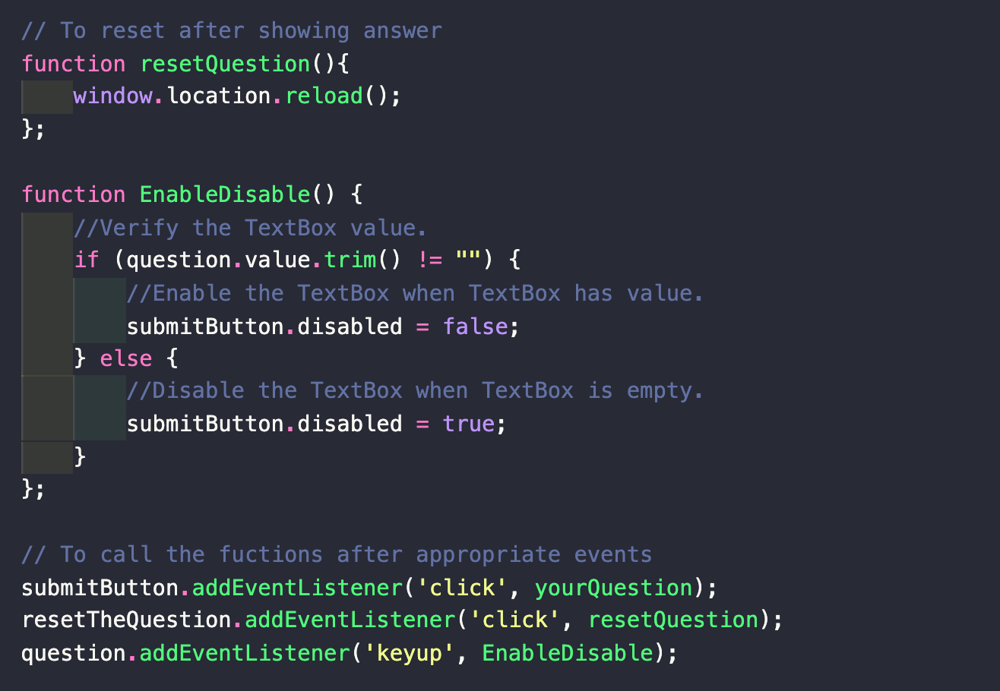 // To reset after showing answer
function resetQuestion(){
    window.location.reload();
};

function EnableDisable() {
    //Verify the TextBox value.
    if (question.value.trim() != "") {
        //Enable the TextBox when TextBox has value.
        submitButton.disabled = false;
    } else {
        //Disable the TextBox when TextBox is empty.
        submitButton.disabled = true;
    }
};

// To call the fuctions after appropriate events
submitButton.addEventListener('click', yourQuestion);
resetTheQuestion.addEventListener('click', resetQuestion);
question.addEventListener('keyup', EnableDisable);